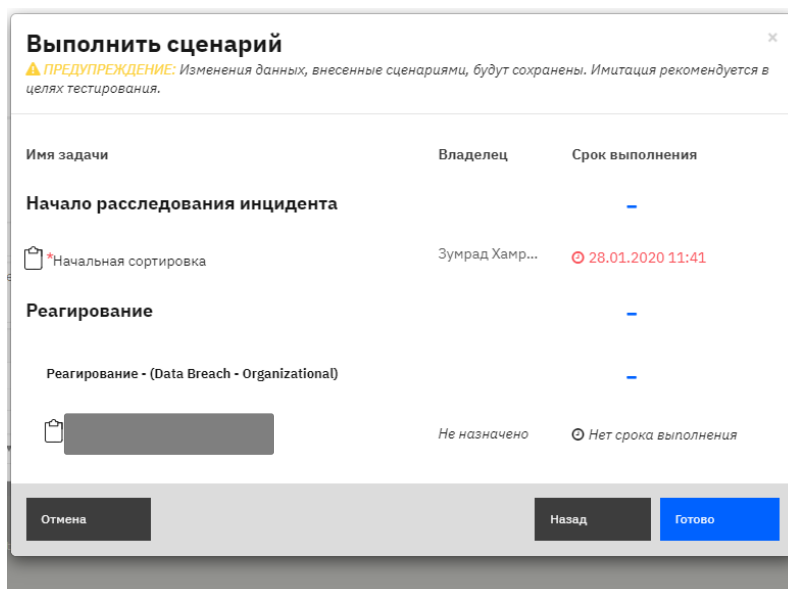 Выполнить сценарий
×
ПРЕДУПРЕЖДЕНИЕ: Изменения данных, внесенные сценариями, будут сохранены. Имитация рекомендуется в
целях тестирования.
Имя задачи Владелец Срок выполнения
Начало расследования инцидента –
*Начальная сортировка Зумрад Хамр... 28.01.2020 11:41
Реагирование –
Реагирование - (Data Breach - Organizational) –
Не назначено Нет срока выполнения
Отмена Назад Готово